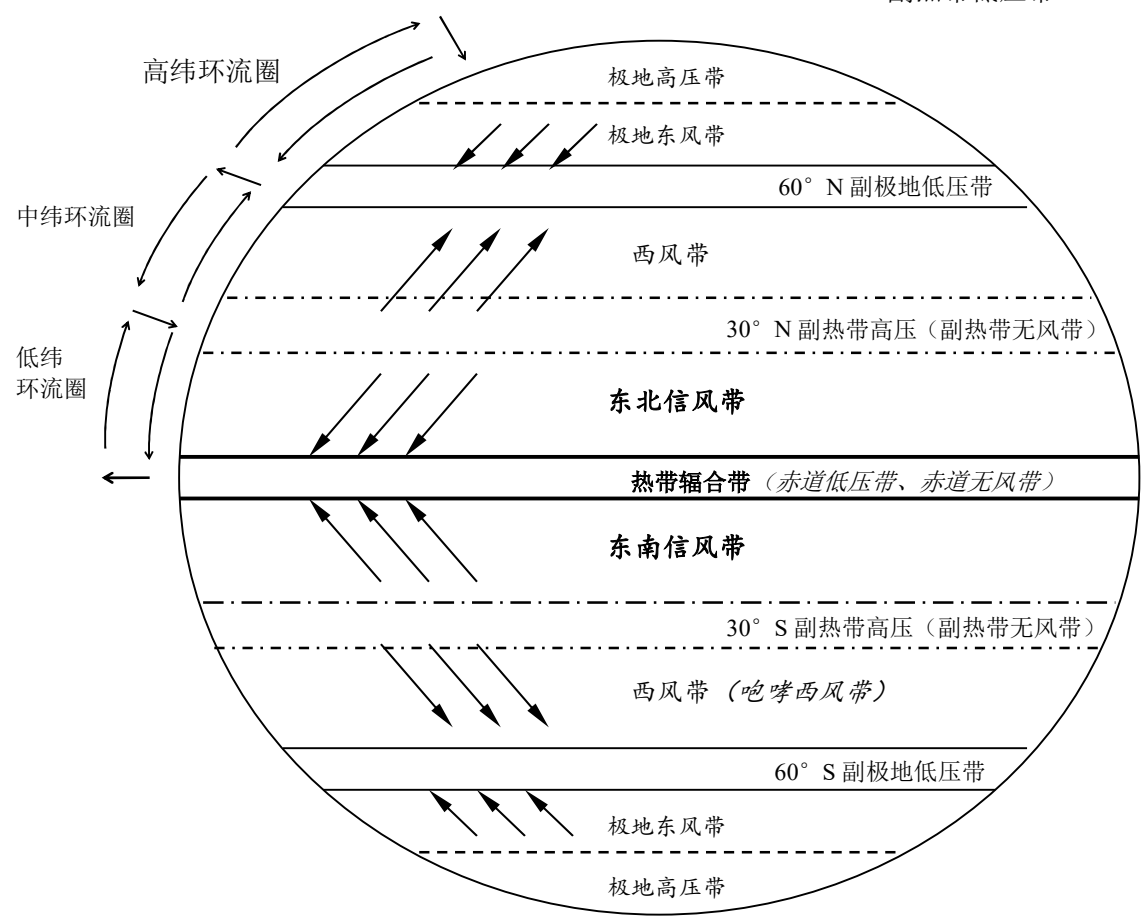 高纬环流圈
极地高压带
极地东风带
60°N 副极地低压带
中纬环流圈
西风带
30°N 副热带高压（副热带无风带）
低纬
环流圈
东北信风带
热带辐合带（赤道低压带、赤道无风带）
东南信风带
30°S 副热带高压（副热带无风带）
西风带（咆哮西风带）
60°S 副极地低压带
极地东风带
极地高压带